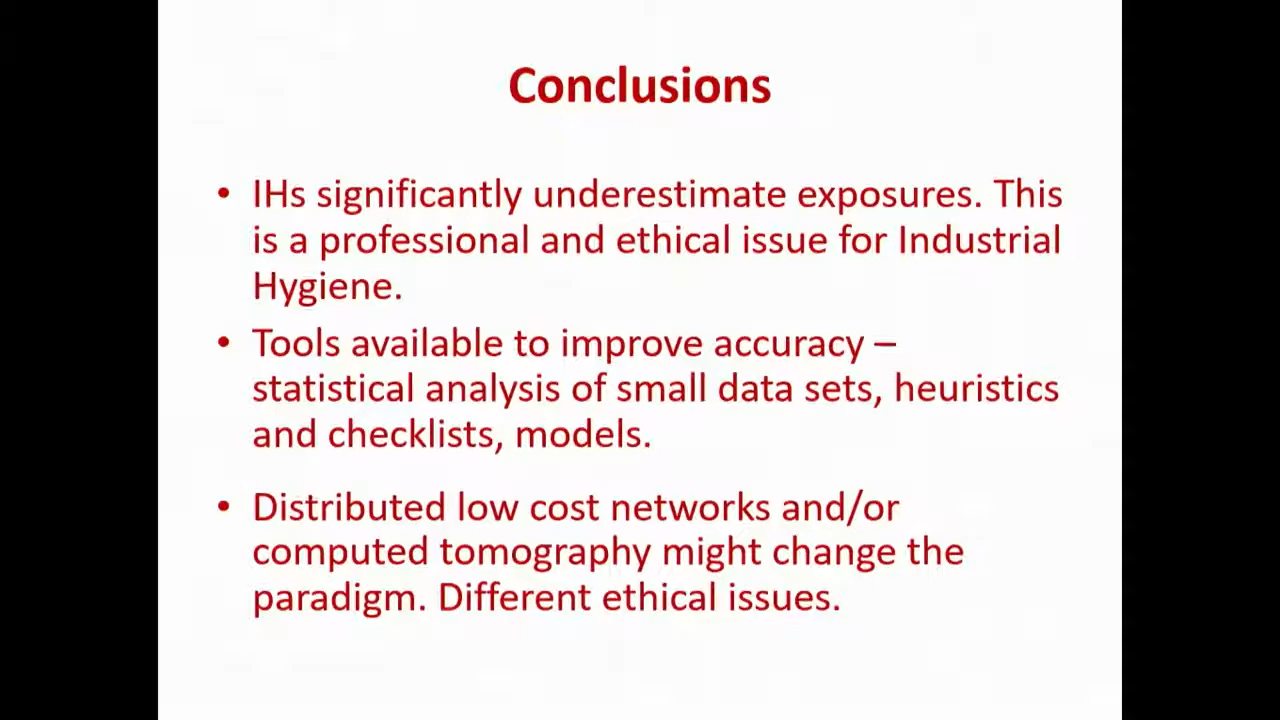 Conclusions
• IHs significantly underestimate exposures. This
is a professional and ethical issue for Industrial
Hygiene.
• Tools available to improve accuracy –
statistical analysis of small data sets, heuristics
and checklists, models.
• Distributed low cost networks and/or
computed tomography might change the
paradigm. Different ethical issues.